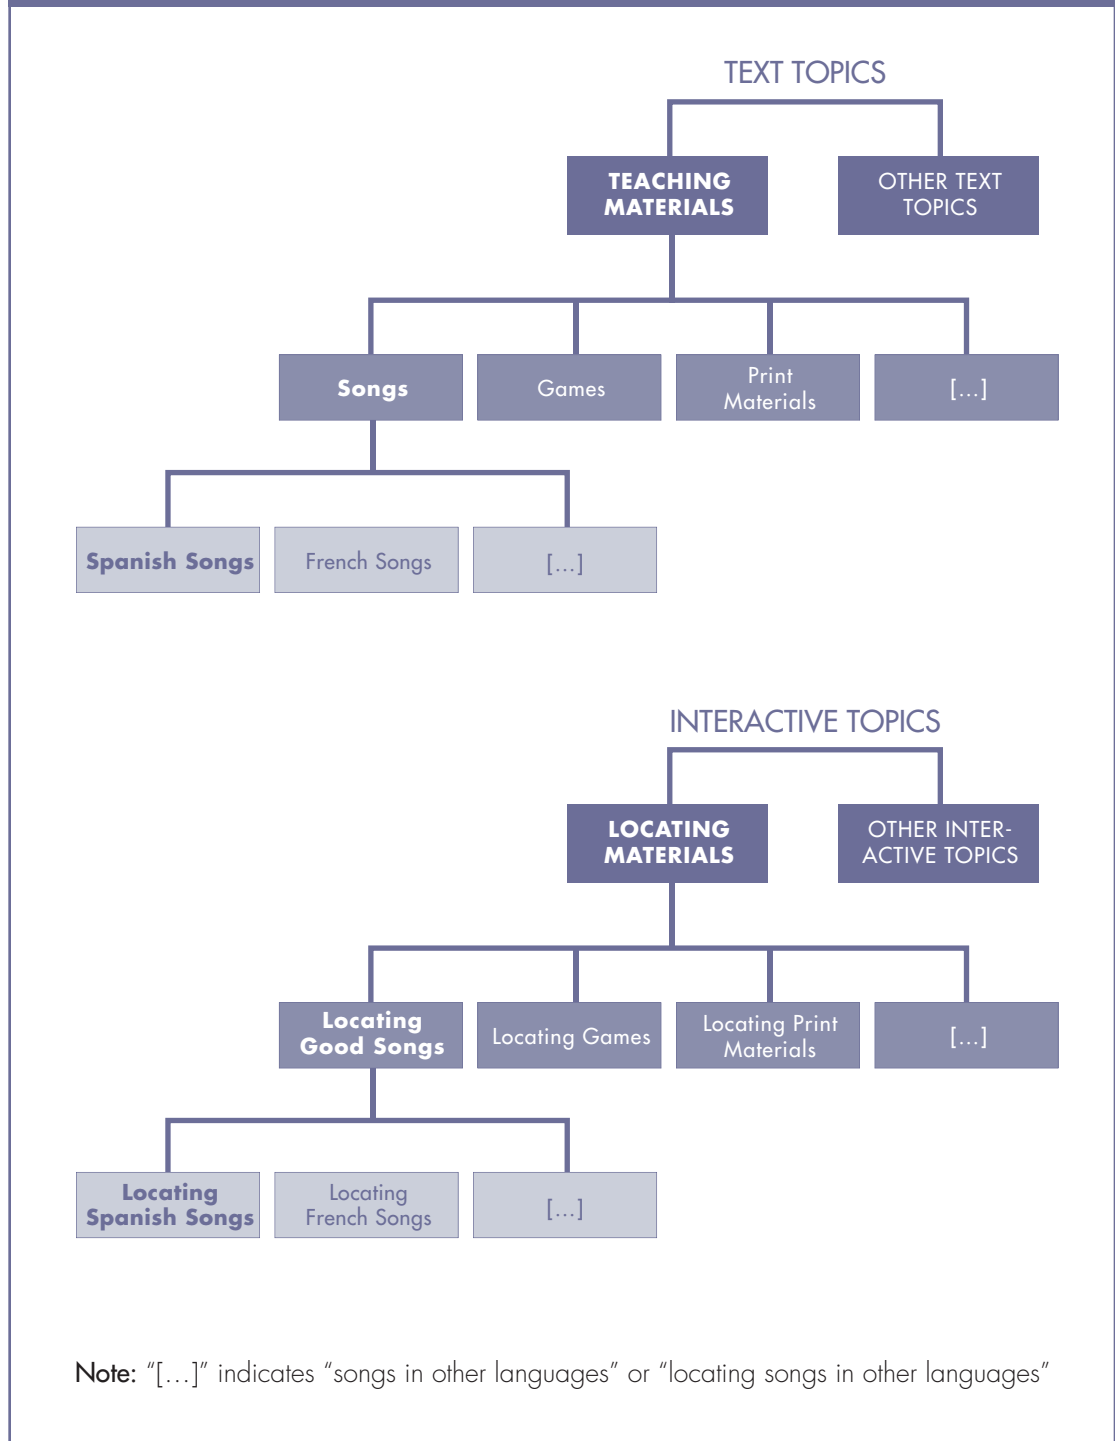 TEXT TOPICS
TEACHING
MATERIALS
OTHER TEXT
TOPICS
Songs
Games
Print
Materials
[…]
Spanish Songs
French Songs
[…]
INTERACTIVE TOPICS
LOCATING
MATERIALS
OTHER INTER-
ACTIVE TOPICS
Locating
Good Songs
Locating Games
Locating Print
Materials
[…]
Locating
Spanish Songs
Locating
French Songs
[…]
Note: “[…]” indicates “songs in other languages” or “locating songs in other languages”